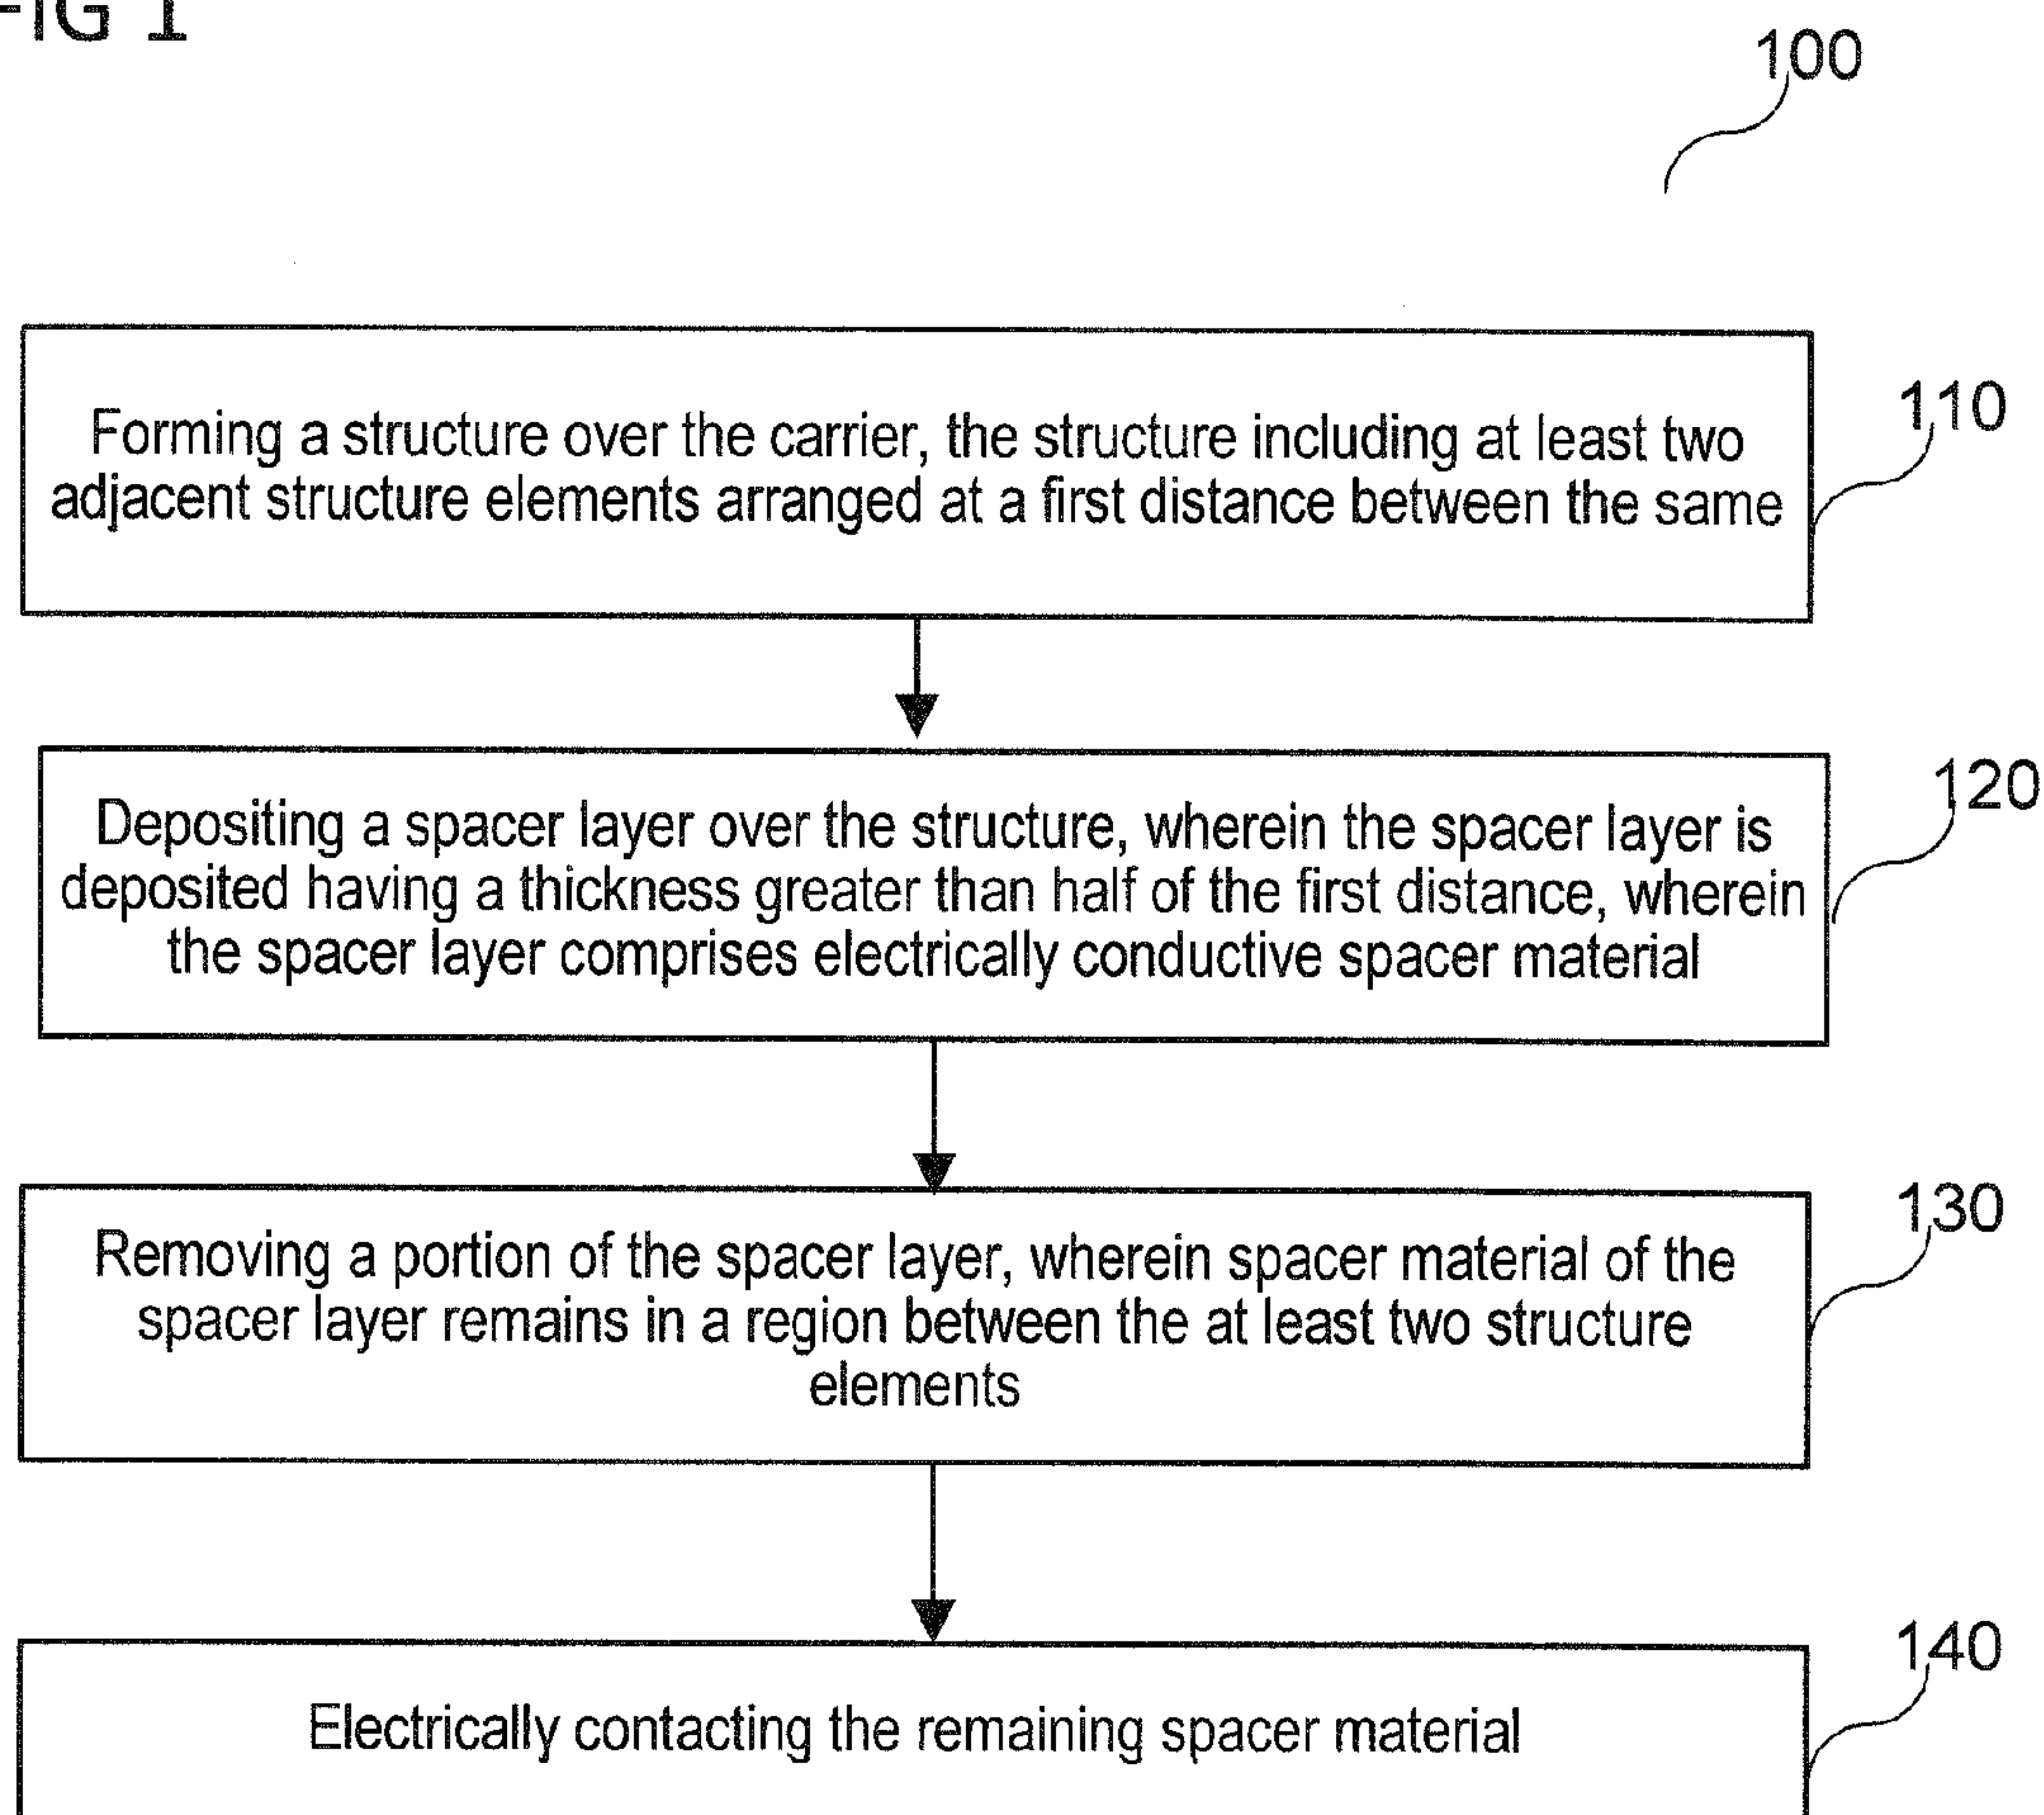 FIG 1
100
Forming a structure over the carrier, the structure including at least two
adjacent structure elements arranged at a first distance between the same
110
Depositing a spacer layer over the structure, wherein the spacer layer is
deposited having a thickness greater than half of the first distance, wherein
the spacer layer comprises electrically conductive spacer material
120
Removing a portion of the spacer layer, wherein spacer material of the
spacer layer remains in a region between the at least two structure
elements
130
Electrically contacting the remaining spacer material
140